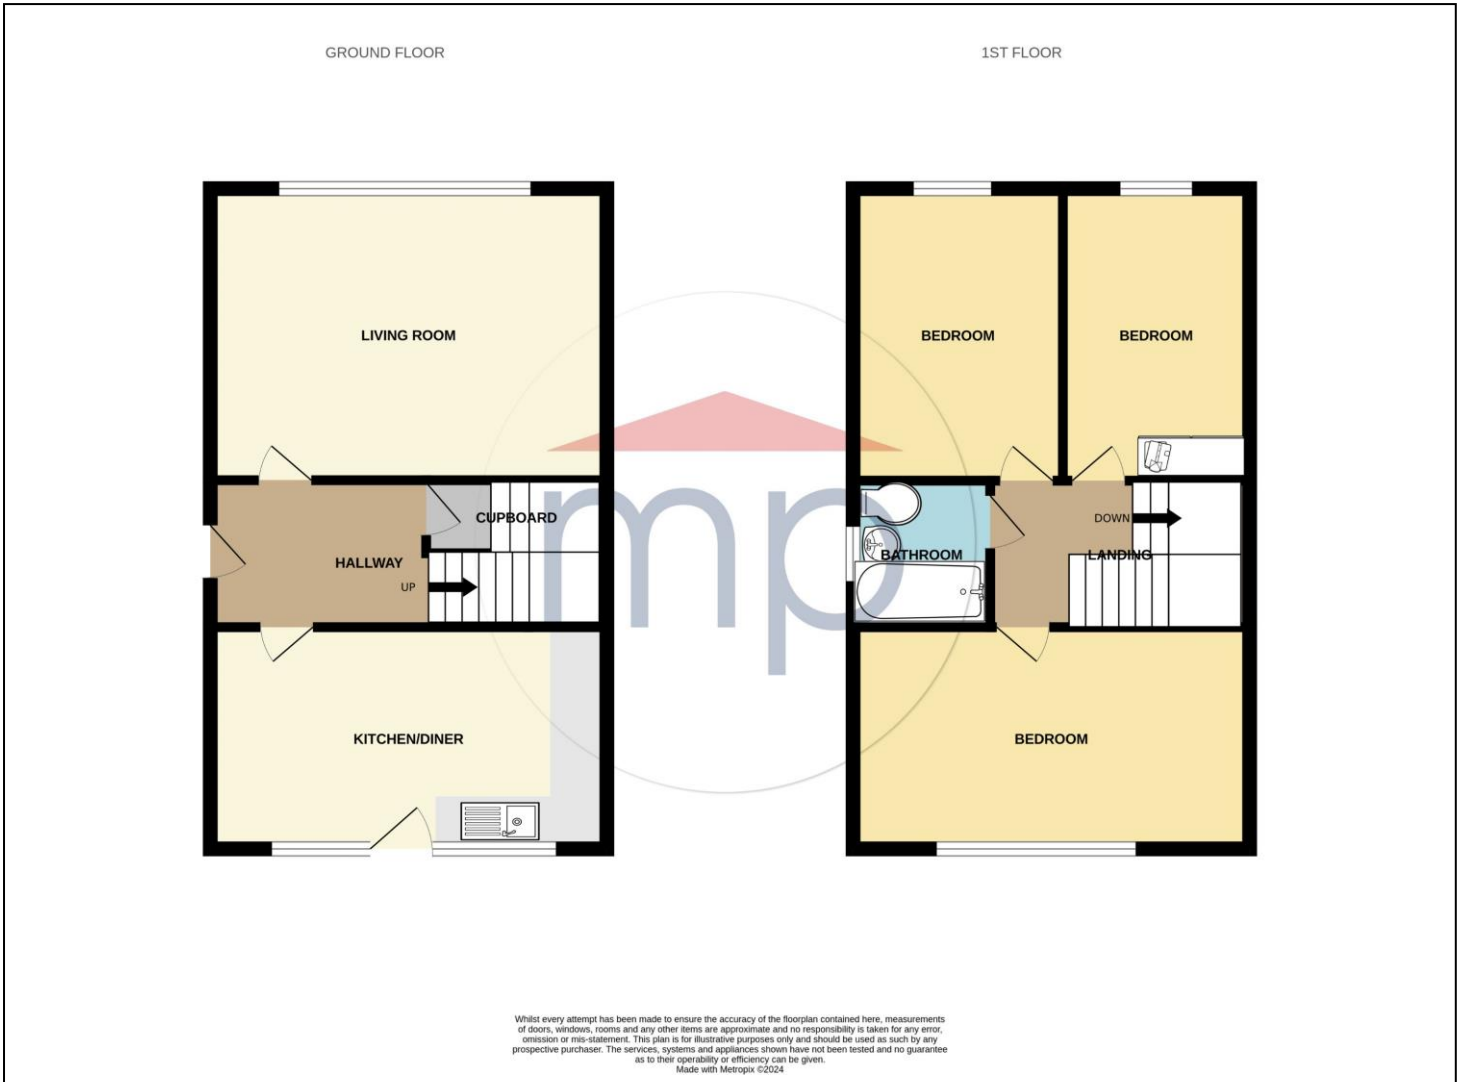 GROUND FLOOR
1ST FLOOR
LIVING ROOM
BEDROOM
BEDROOM
CUPBOARD
DOWN
HALLWAY
BATHROOM
LANDING
UP
KITCHEN/DINER
BEDROOM
mp
Whilst every attempt has been made to ensure the accuracy of the floorplan contained here, measurements
of doors, windows, rooms and any other items are approximate and no responsibility is taken for any error,
omission or mis-statement. This plan is for illustrative purposes only and should be used as such by any
prospective purchaser. The services, systems and appliances shown have not been tested and no guarantee
as to their operability or efficiency can be given.
Made with Metropix ©2024